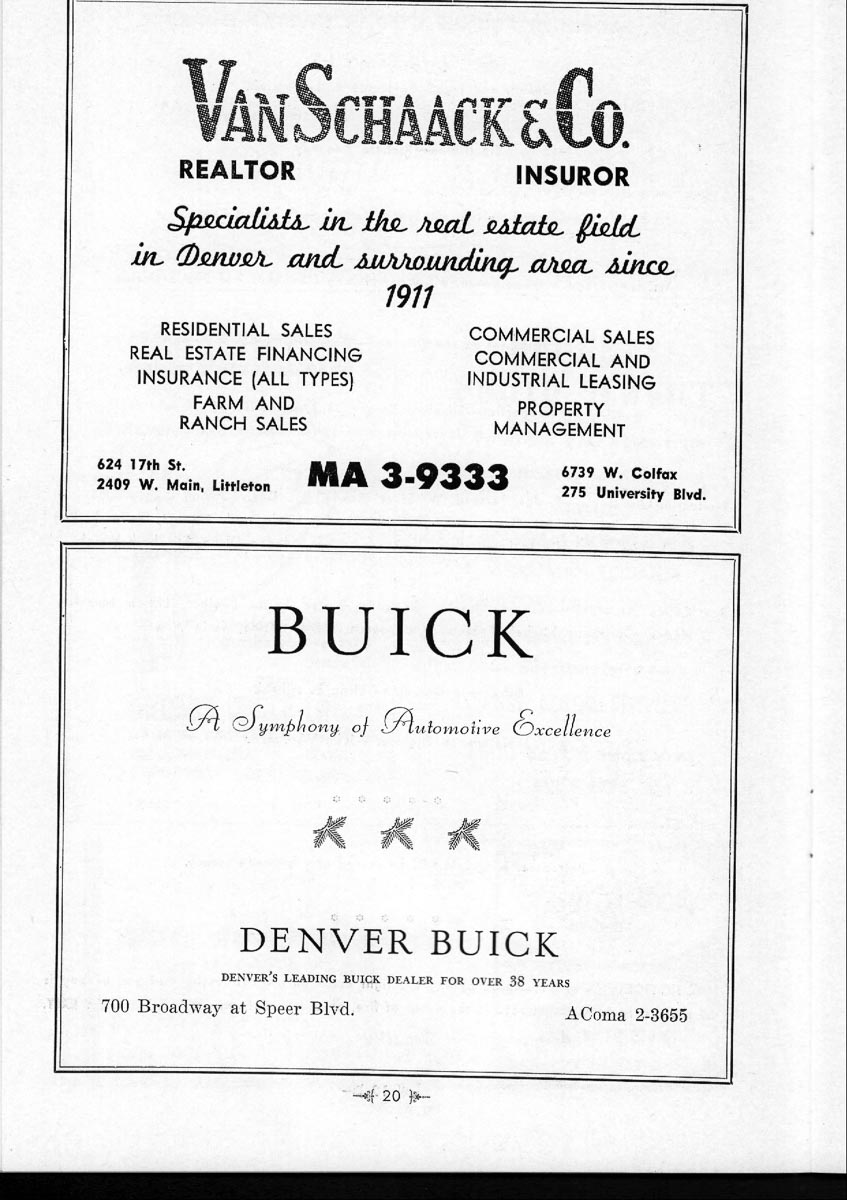 VAN SCHAACK & CO.
REALTOR INSUROR
Specialists in the real estate field
in Denver and surrounding area since
1911
RESIDENTIAL SALES
REAL ESTATE FINANCING
INSURANCE (ALL TYPES)
FARM AND
RANCH SALES
COMMERCIAL SALES
COMMERCIAL AND
INDUSTRIAL LEASING
PROPERTY
MANAGEMENT
624 17th St.
2409 W. Main, Littleton
MA 3-9333
6739 W. Colfax
275 University Blvd.
BUICK
A Symphony of Automotive Excellence
DENVER BUICK
DENVER'S LEADING BUICK DEALER FOR OVER 38 YEARS
700 Broadway at Speer Blvd.
AComa 2-3655
20